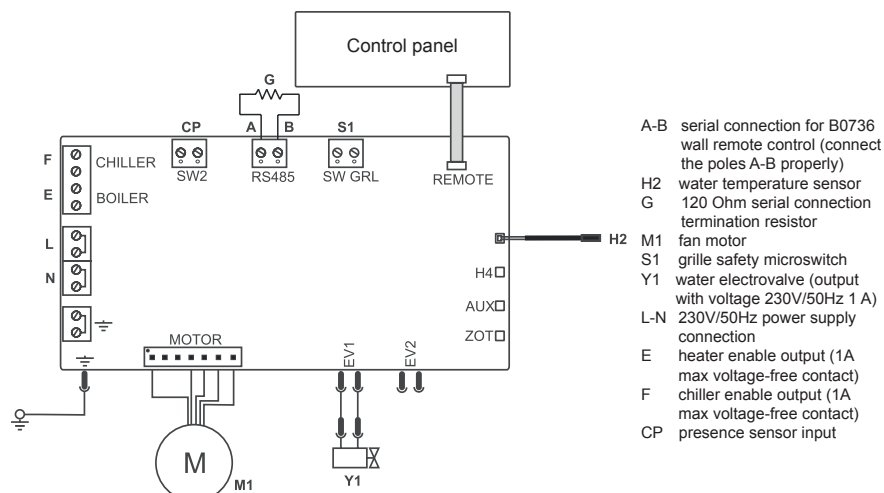 Control panel
G
CP
A
B
S1
F
CHILLER
SW2
RS485
SW GRL
REMOTE
E
BOILER
L
N
H2
H4
AUX
ZOT
MOTOR
EV1
EV2
M
M1
Y1
A-B serial connection for B0736
wall remote control (connect
the poles A-B properly)
H2 water temperature sensor
G 120 Ohm serial connection
termination resistor
M1 fan motor
S1 grille safety microswitch
Y1 water electrovalve (output
with voltage 230V/50Hz 1 A)
L-N 230V/50Hz power supply
connection
E heater enable output (1A
max voltage-free contact)
F chiller enable output (1A
max voltage-free contact)
CP presence sensor input